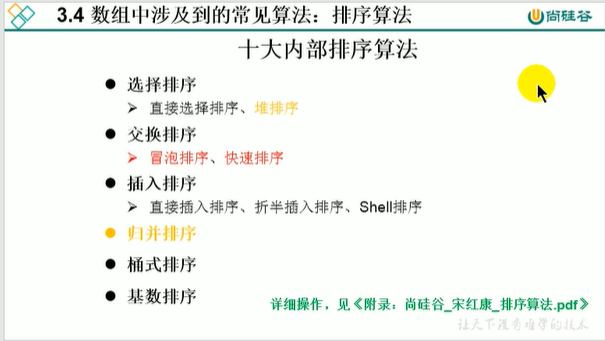 3.4 数组中涉及到的常见算法：排序算法
尚硅谷
十大内部排序算法
选择排序
直接选择排序、堆排序
交换排序
冒泡排序、快速排序
插入排序
直接插入排序、折半插入排序、Shell排序
归并排序
桶式排序
基数排序
详细操作，见《附录：尚硅谷_宋红康_排序算法.pdf》
让天下没有难学的技术